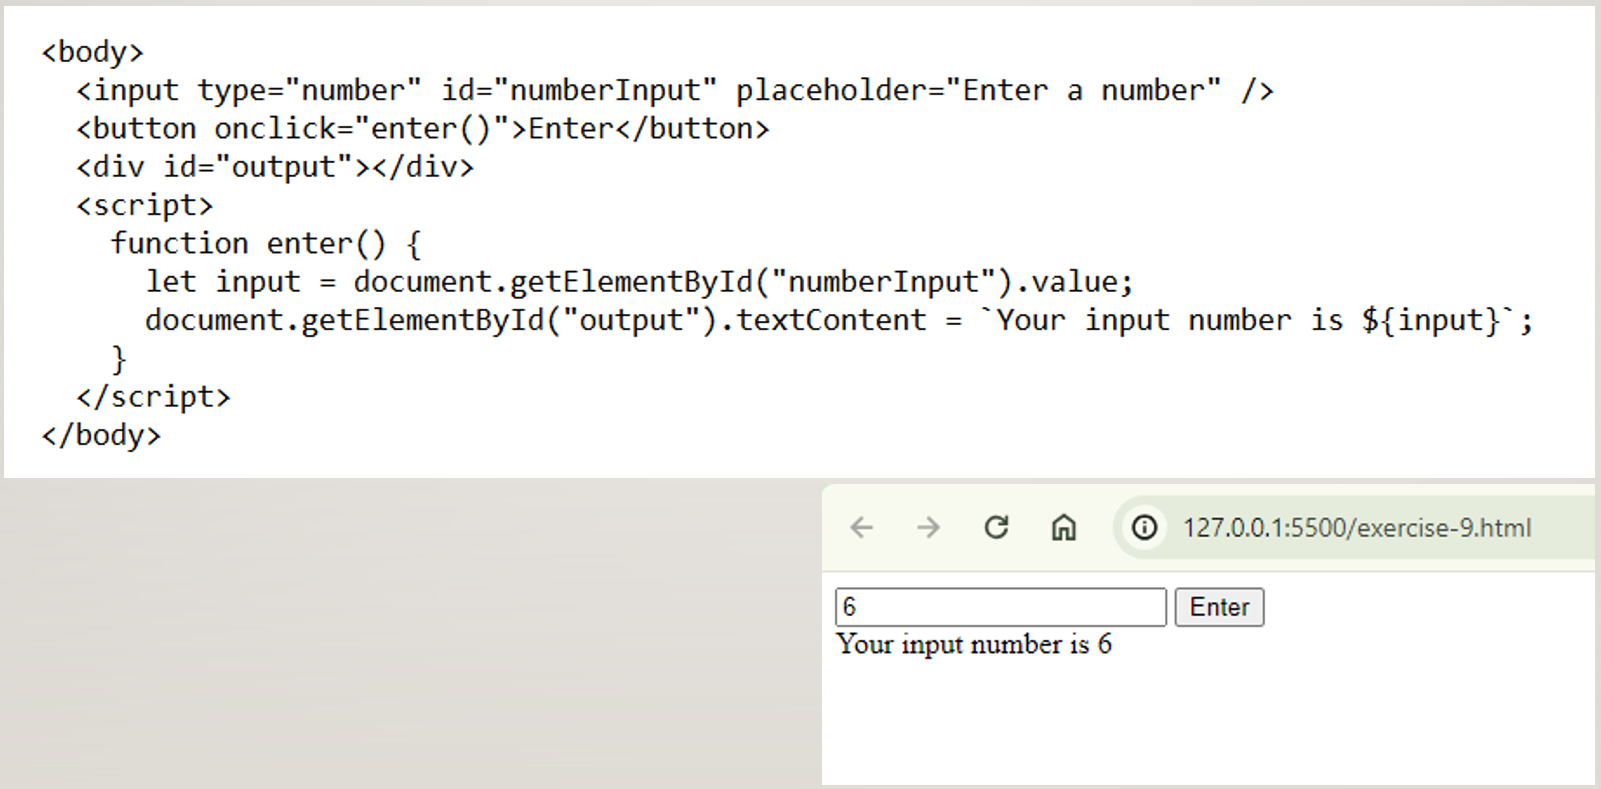 <body>
  <input type="number" id="numberInput" placeholder="Enter a number" />
  <button onclick="enter()">Enter</button>
  <div id="output"></div>
  <script>
    function enter() {
      let input = document.getElementById("numberInput").value;
      document.getElementById("output").textContent = `Your input number is ${input}`;
    }
  </script>
</body>
127.0.0.1:5500/exercise-9.html
6 Enter
Your input number is 6